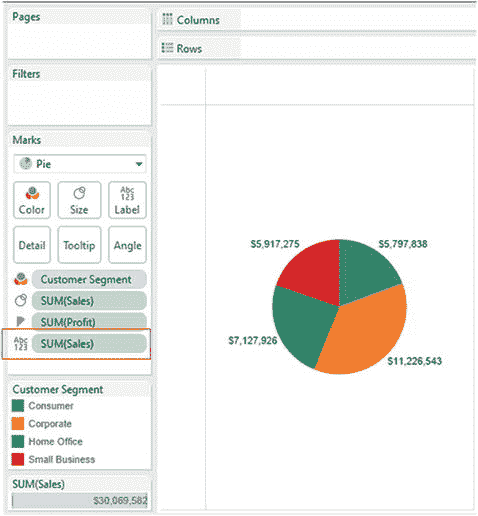 Pages
Columns
Rows
Filters
Marks
Pie
Abc
123
Color
Size
Label
Detail
Tooltip
Angle
Customer Segment
SUM(Sales)
SUM(Profit)
Abc
123
SUM(Sales)
Customer Segment
Consumer
Corporate
Home Office
Small Business
SUM(Sales)
$30,069,582
$5,917,275
$5,797,838
$7,127,926
$11,226,543